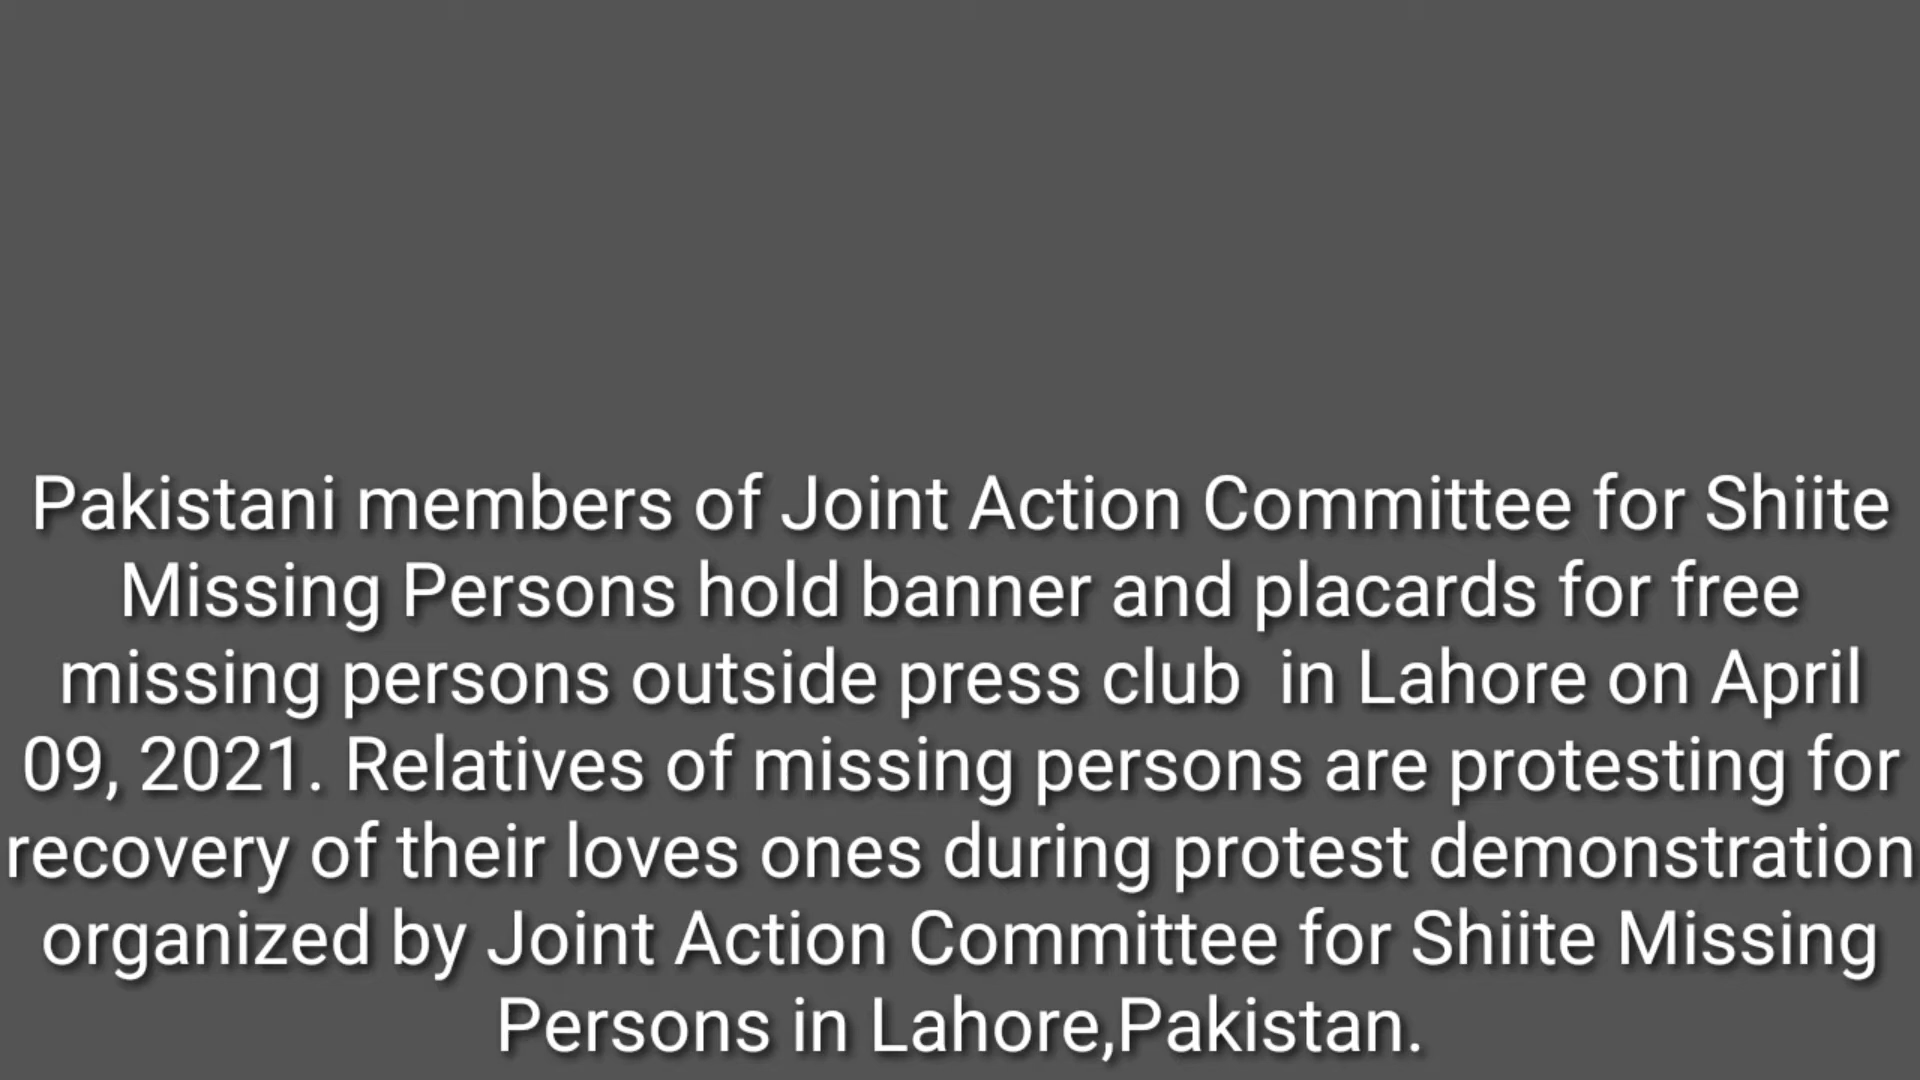 Pakistani members of Joint Action Committee for Shiite
Missing Persons hold banner and placards for free
missing persons outside press club  in Lahore on April
09, 2021. Relatives of missing persons are protesting for
recovery of their loves ones during protest demonstration
organized by Joint Action Committee for Shiite Missing
Persons in Lahore,Pakistan.